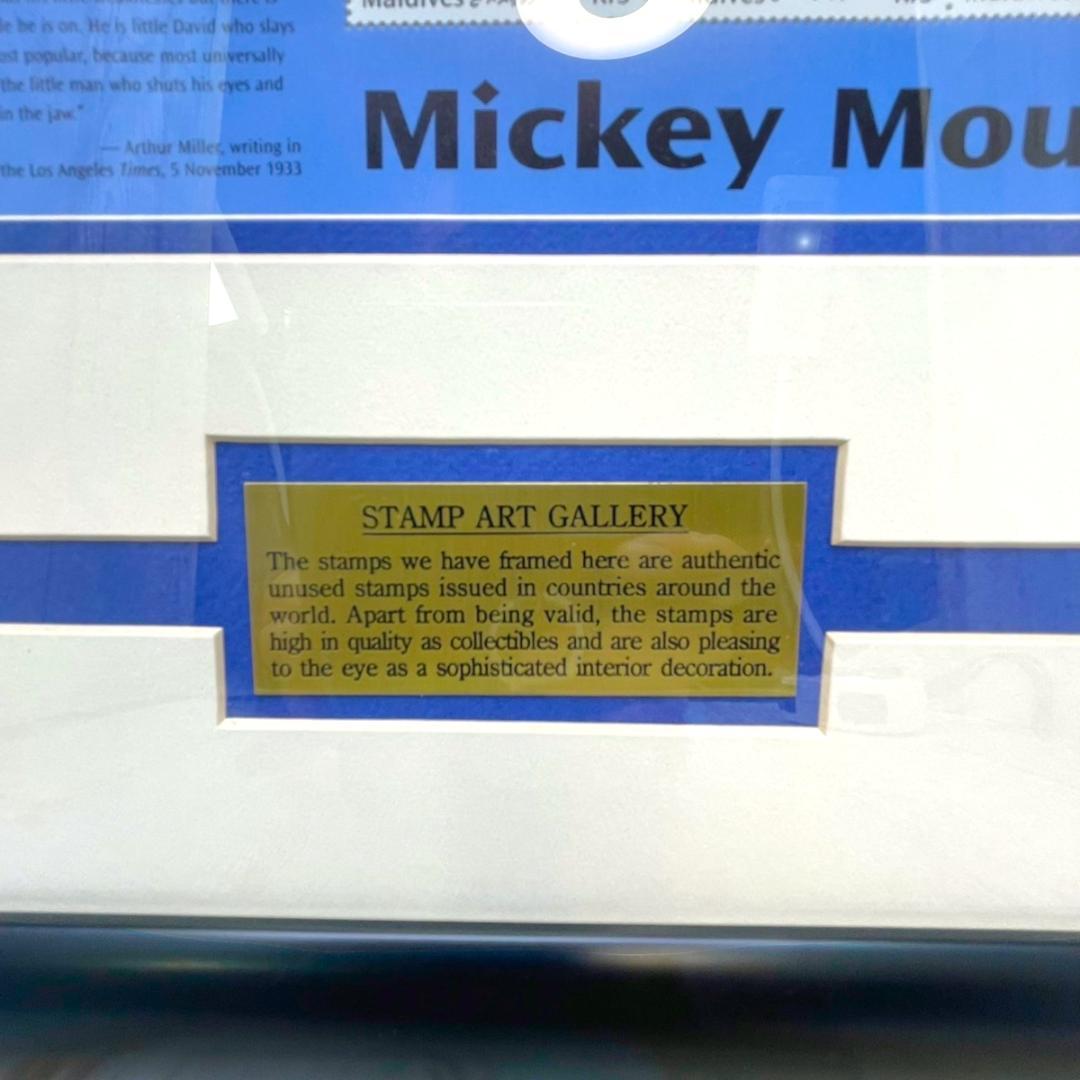 Maldives
Rf5
he is on. He is little David who slays
popular, because most universally
the little man who shuts his eyes and
in the jaw."
— Arthur Miller, writing in
the Los Angeles Times, 5 November 1933
Mickey Mou
STAMP ART GALLERY
The stamps we have framed here are authentic
unused stamps issued in countries around the
world. Apart from being valid, the stamps are
high in quality as collectibles and are also pleasing
to the eye as a sophisticated interior decoration.